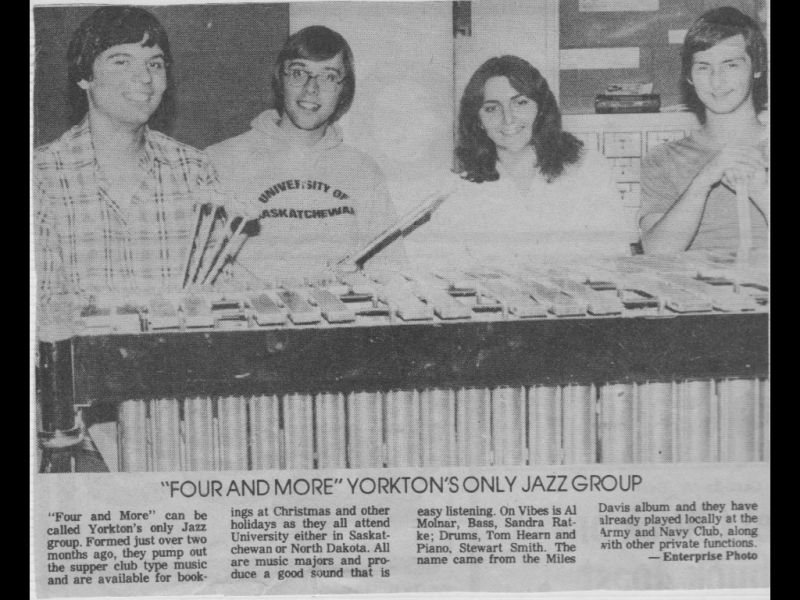 UNIVERSITY OF
SASKATCHEWAN
"FOUR AND MORE" YORKTON'S ONLY JAZZ GROUP
"Four and More" can be
called Yorkton's only Jazz
group. Formed just over two
months ago, they pump out
the supper club type music
and are available for book-
ings at Christmas and other
holidays as they all attend
University either in Saskat-
chewan or North Dakota. All
are music majors and pro-
duce a good sound that is
easy listening. On Vibes is Al
Molnar, Bass, Sandra Rat-
ke; Drums, Tom Hearn and
Piano, Stewart Smith. The
name came from the Miles
Davis album and they have
already played locally at the
Army and Navy Club, along
with other private functions.
— Enterprise Photo